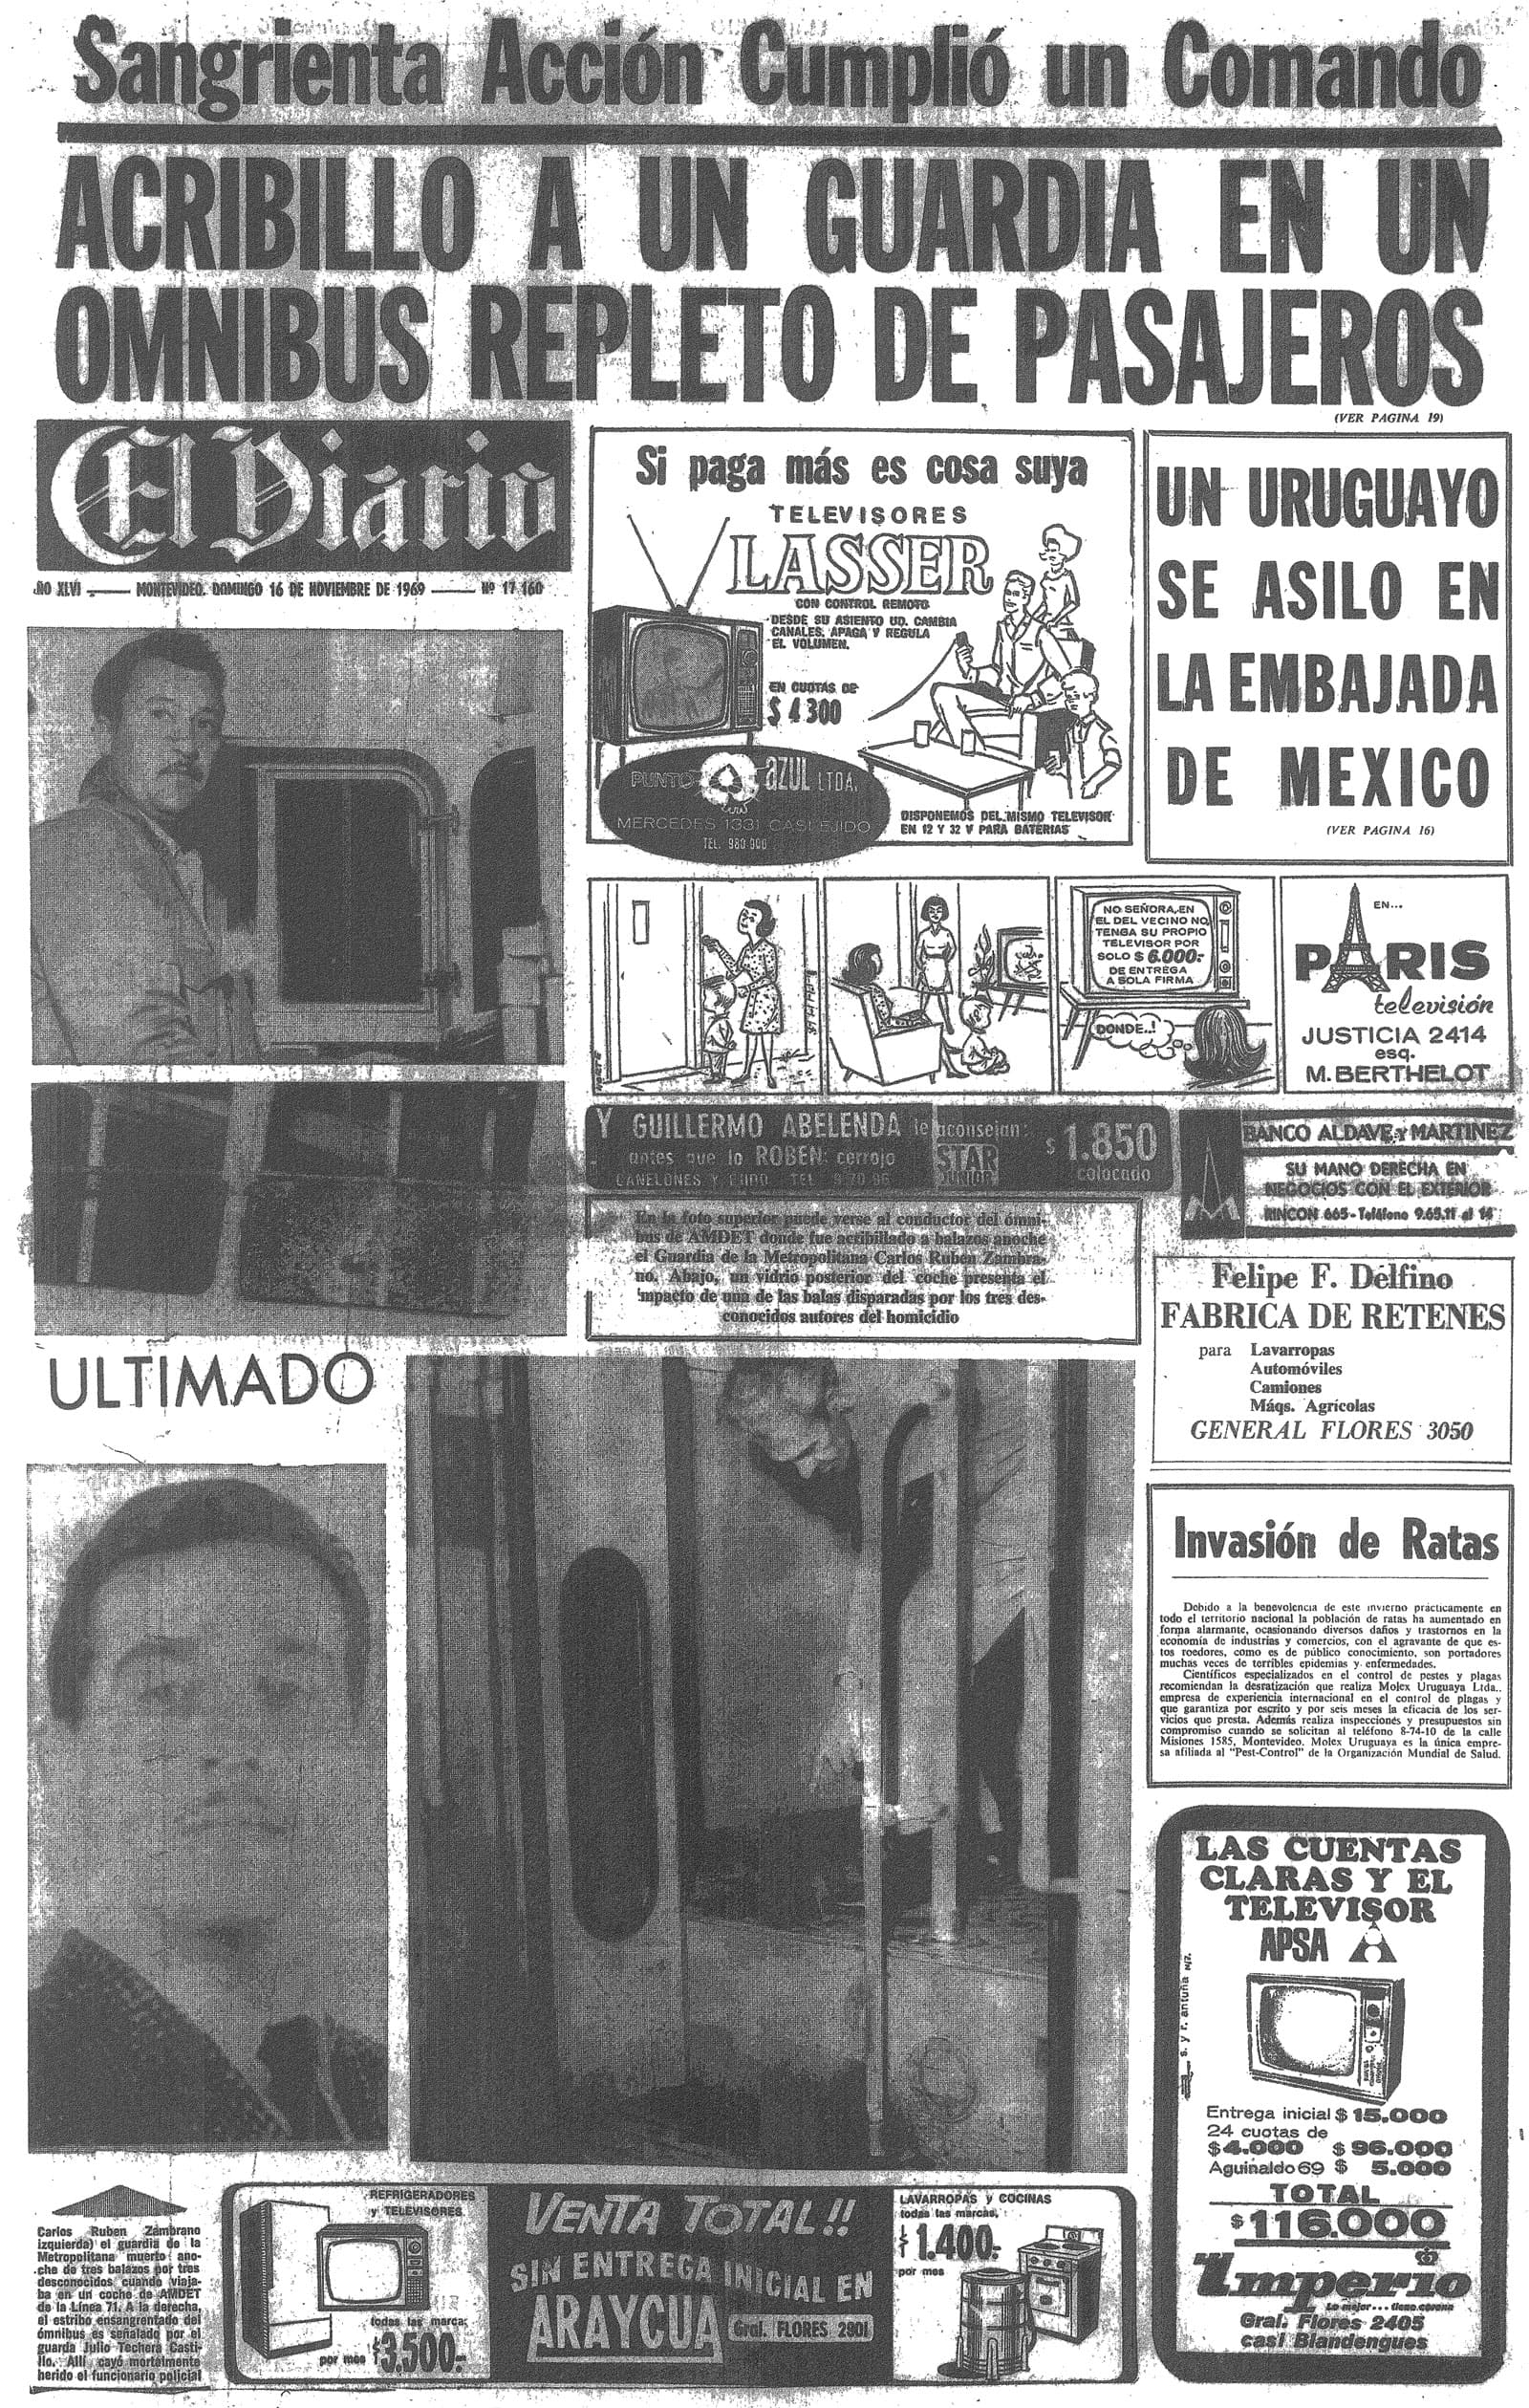 Sangrienta Acción Cumplió un Comando
ACRIBILLO A UN GUARDIA EN UN
OMNIBUS REPLETO DE PASAJEROS
(VER PAGINA 19)
El Diario
ÑO XLVI — MONTEVIDEO, DOMINGO 16 DE NOVIEMBRE DE 1969 — Nº 17.160
Si paga más es cosa suya
TELEVISORES
LASSER
CON CONTROL REMOTO
DESDE SU ASIENTO UD. CAMBIA
CANALES, APAGA Y REGULA
EL VOLUMEN.
EN CUOTAS DE
$ 4.300
PUNTO AZUL LTDA.
MERCEDES 1331 CASI EJIDO
TEL. 980.906
DISPONEMOS DEL MISMO TELEVISOR
EN 12 Y 32 V PARA BATERIAS
UN URUGUAYO
SE ASILO EN
LA EMBAJADA
DE MEXICO
(VER PAGINA 16)
NO SEÑORA, EN
EL DEL VECINO NO,
TENGA SU PROPIO
TELEVISOR POR
SOLO $ 6.000.-
DE ENTREGA
A SOLA FIRMA
DONDE..!
EN...
PARIS
televisión
JUSTICIA 2414
esq.
M. BERTHELOT
Y GUILLERMO ABELENDA le aconsejan:
antes que lo ROBEN: cerrojo
STAR
JUNIOR
$ 1.850
colocado
CANELONES Y
BANCO ALDAVE Y MARTINEZ
SU MANO DERECHA EN
NEGOCIOS CON EL EXTERIOR
RINCON 665 - Teléfono 9.65.11 al 14
En la foto superior puede verse al conductor del ómni-
bus de AMDET donde fue acribillado a balazos anoche
el Guardia de la Metropolitana Carlos Ruben Zambra-
no. Abajo, un vidrio posterior del coche presenta el
impacto de una de las balas disparadas por los tres des-
conocidos autores del homicidio
Felipe F. Delfino
FABRICA DE RETENES
para Lavarropas
Automóviles
Camiones
Máqs. Agrícolas
GENERAL FLORES 3050
ULTIMADO
Invasión de Ratas
Debido a la benevolencia de este invierno prácticamente en
todo el territorio nacional la población de ratas ha aumentado en
forma alarmante, ocasionando diversos daños y trastornos en la
economía de industrias y comercios, con el agravante de que es-
tos roedores, como es de público conocimiento, son portadores
muchas veces de terribles epidemias y enfermedades.
Científicos especializados en el control de pestes y plagas
recomiendan la desratización que realiza Molex Uruguaya Ltda.,
empresa de experiencia internacional en el control de plagas y
que garantiza por escrito y por seis meses la eficacia de los ser-
vicios que presta. Además realiza inspecciones y presupuestos sin
compromiso cuando se solicitan al teléfono 8-74-10 de la calle
Misiones 1585, Montevideo. Molex Uruguaya es la única empre-
sa afiliada al "Pest-Control" de la Organización Mundial de Salud.
LAS CUENTAS
CLARAS Y EL
TELEVISOR
APSA
s. y r. antuña
Entrega inicial $ 15.000
24 cuotas de
$ 4.000 $ 96.000
Aguinaldo 69 $ 5.000
TOTAL
$ 116.000
Imperio
Lo mejor... tiene corona
Gral. Flores 2405
casi Blandengues
Carlos Ruben Zambrano
izquierda) el guardia de la
Metropolitana muerto ano-
che de tres balazos por tres
desconocidos cuando viaja-
ba en un coche de AMDET
de la Línea 71. A la derecha,
el estribo ensangrentado del
ómnibus es señalado por el
guarda Julio Techera Casti-
llo. Allí cayó mortalmente
herido el funcionario policial
REFRIGERADORES
y TELEVISORES
todas las marcas
por mes $ 3.500.-
VENTA TOTAL!!
SIN ENTREGA INICIAL EN
ARAYCUA
Gral. FLORES 2901
LAVARROPAS y COCINAS
todas las marcas,
$ 1.400.-
por mes